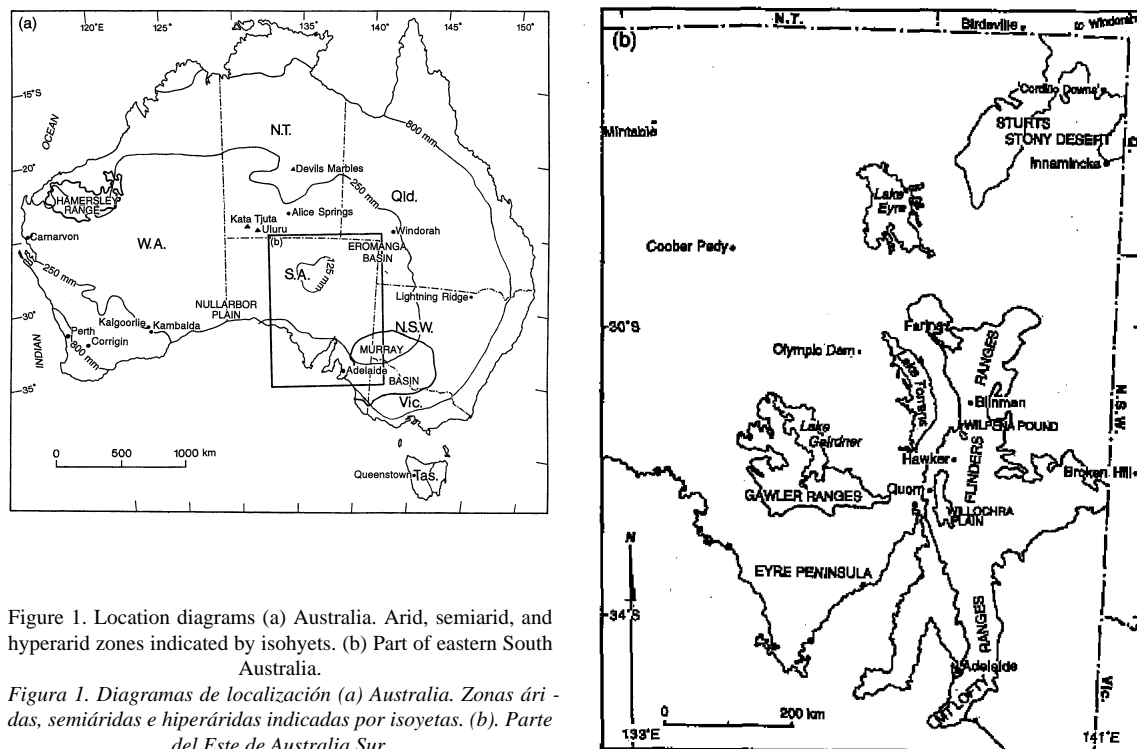 (a)
120°E
125°
135°
140°
145°
150°
15°S
OCEAN
N.T.
800 mm
20°
Devils Marbles
HAMERSLEY
RANGE
250 mm
Qld.
Alice Springs
Kata Tjuta
Uluru
Windorah
Carnarvon
W.A.
(b)
EROMANGA
BASIN
25°
250 mm
S.A.
125 mm
Lightning Ridge
NULLARBOR
PLAIN
Kalgoorlie
Kambalda
30°
Perth
Corrigin
N.S.W.
MURRAY
BASIN
INDIAN
800 mm
Adelaide
35°
Vic.
0 500 1000 km
Queenstown
Tas.
Figure 1. Location diagrams (a) Australia. Arid, semiarid, and
hyperarid zones indicated by isohyets. (b) Part of eastern South
Australia.
Figura 1. Diagramas de localización (a) Australia. Zonas ári -
das, semiáridas e hiperáridas indicadas por isoyetas. (b). Parte
del Este de Australia Sur.
(b)
N.T.
Birdsville
to Windorah
Cordillo Downs
Mintable
STURTS
STONY DESERT
Innamincka
Lake
Eyre
Coober Pedy
30°S
Farina
Olympic Dam
Lake Torrens
RANGES
Blinman
N.S.W.
Lake
Gairdner
WILPENA POUND
Hawker
FLINDERS
Broken Hill
GAWLER RANGES
Quorn
WILLOCHRA
PLAIN
N
EYRE PENINSULA
34°S
RANGES
Adelaide
MT LOFTY
Vic.
0 200 km
133°E
141°E